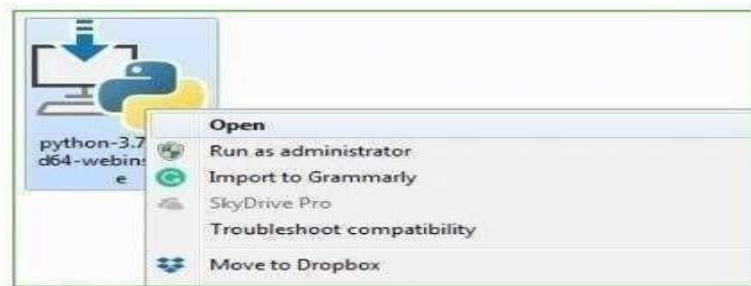 python-3.7
d64-webins
e
Open
Run as administrator
Import to Grammarly
SkyDrive Pro
Troubleshoot compatibility
Move to Dropbox